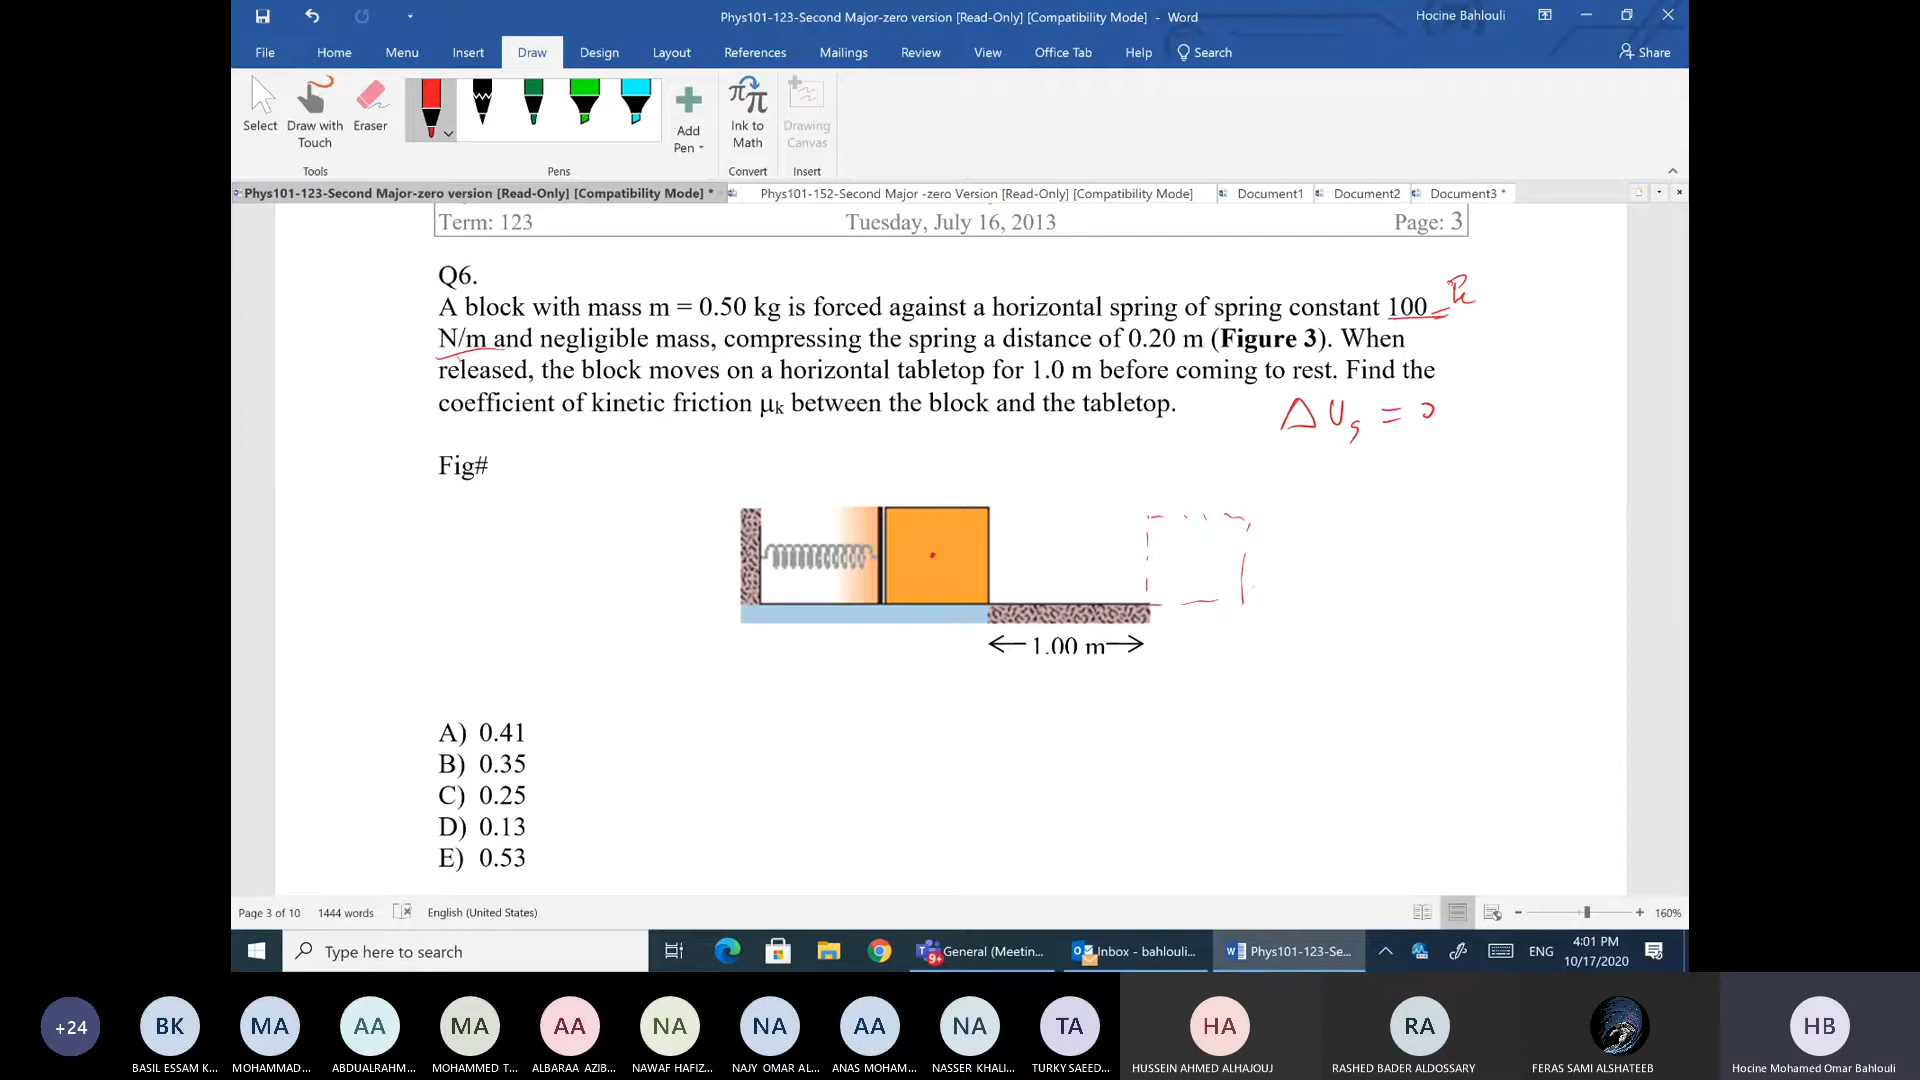 Phys101-123-Second Major-zero version [Read-Only] [Compatibility Mode] - Word
Hocine Bahlouli
File Home Menu Insert Draw Design Layout References Mailings Review View Office Tab Help Search Share
Select
Draw with Touch
Eraser
Add Pen
Ink to Math
Drawing Canvas
Tools Pens Convert Insert
Phys101-123-Second Major-zero version [Read-Only] [Compatibility Mode] * Phys101-152-Second Major -zero Version [Read-Only] [Compatibility Mode] Document1 Document2 Document3 *
Term: 123 Tuesday, July 16, 2013 Page: 3
Q6.
A block with mass m = 0.50 kg is forced against a horizontal spring of spring constant 100
N/m and negligible mass, compressing the spring a distance of 0.20 m (Figure 3). When
released, the block moves on a horizontal tabletop for 1.0 m before coming to rest. Find the
coefficient of kinetic friction μk between the block and the tabletop.
Δ Us =
Fig#
1.00 m
A) 0.41
B) 0.35
C) 0.25
D) 0.13
E) 0.53
Page 3 of 10 1444 words English (United States) 160%
Type here to search
9+
General (Meetin...
Inbox - bahlouli...
Phys101-123-Se...
ENG
4:01 PM
10/17/2020
+24 BK MA AA MA AA NA NA AA NA TA HA RA HB
BASIL ESSAM K... MOHAMMAD... ABDUALRAHM... MOHAMMED T... ALBARAA AZIB... NAWAF HAFIZ... NAJY OMAR AL... ANAS MOHAM... NASSER KHALI... TURKY SAEED... HUSSEIN AHMED ALHAJOUJ RASHED BADER ALDOSSARY FERAS SAMI ALSHATEEB Hocine Mohamed Omar Bahlouli